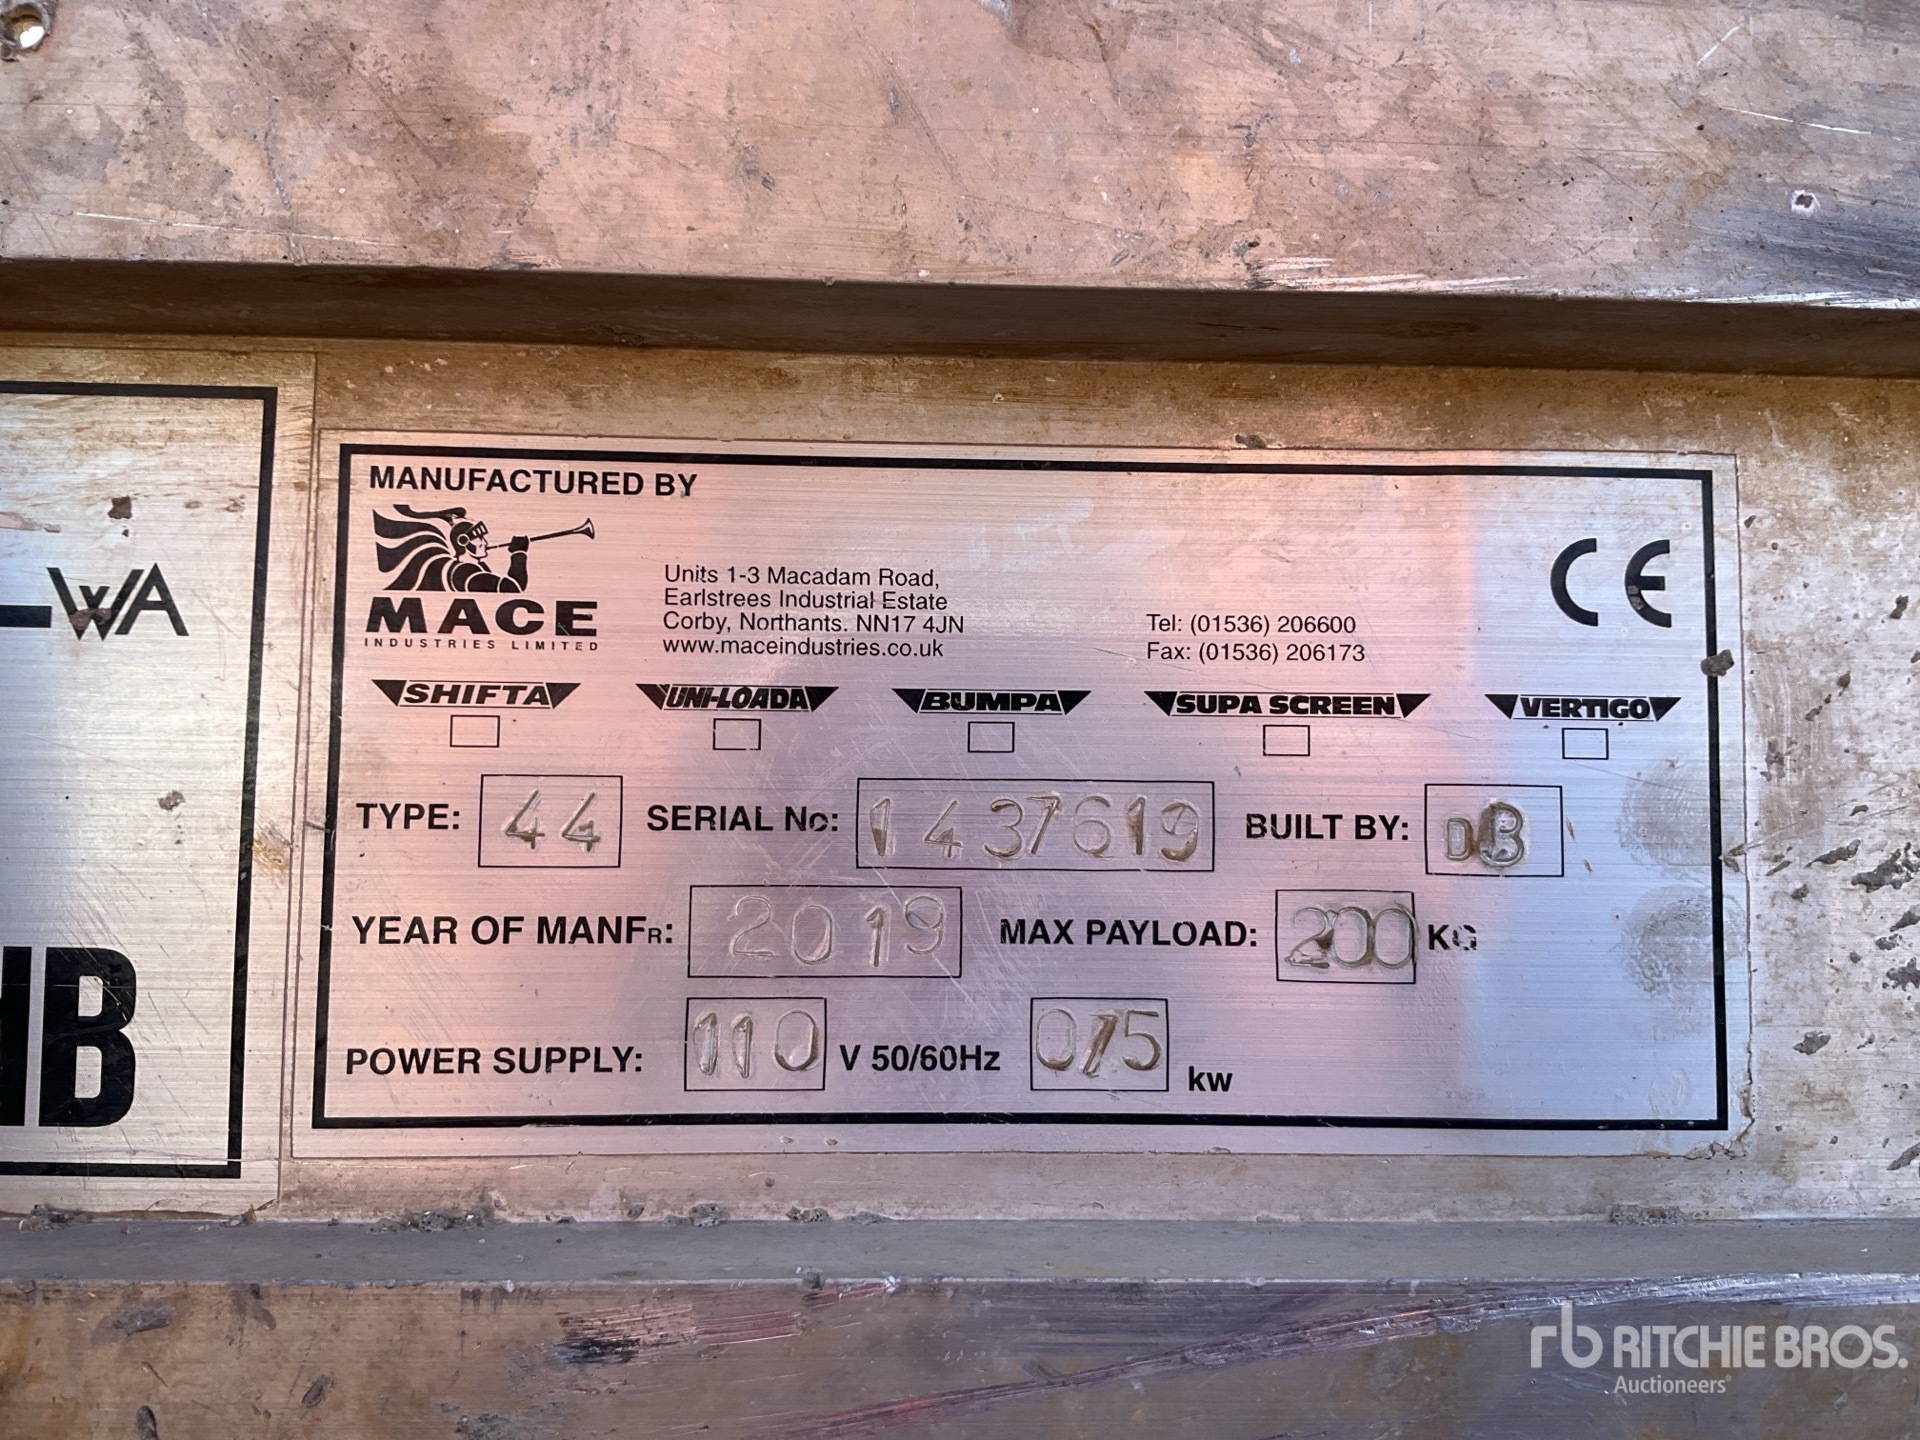 MANUFACTURED BY
MACE
INDUSTRIES LIMITED
Units 1-3 Macadam Road,
Earlstrees Industrial Estate
Corby, Northants. NN17 4JN
www.maceindustries.co.uk
Tel: (01536) 206600
Fax: (01536) 206173
CE
SHIFTA UNI-LOADA BUMPA SUPA SCREEN VERTIGO
TYPE: 44 SERIAL No: 1437619 BUILT BY: DB
YEAR OF MANFR: 2019 MAX PAYLOAD: 200 KG
POWER SUPPLY: 110 V 50/60Hz 075 kw
WA
HB
rb RITCHIE BROS.
Auctioneers